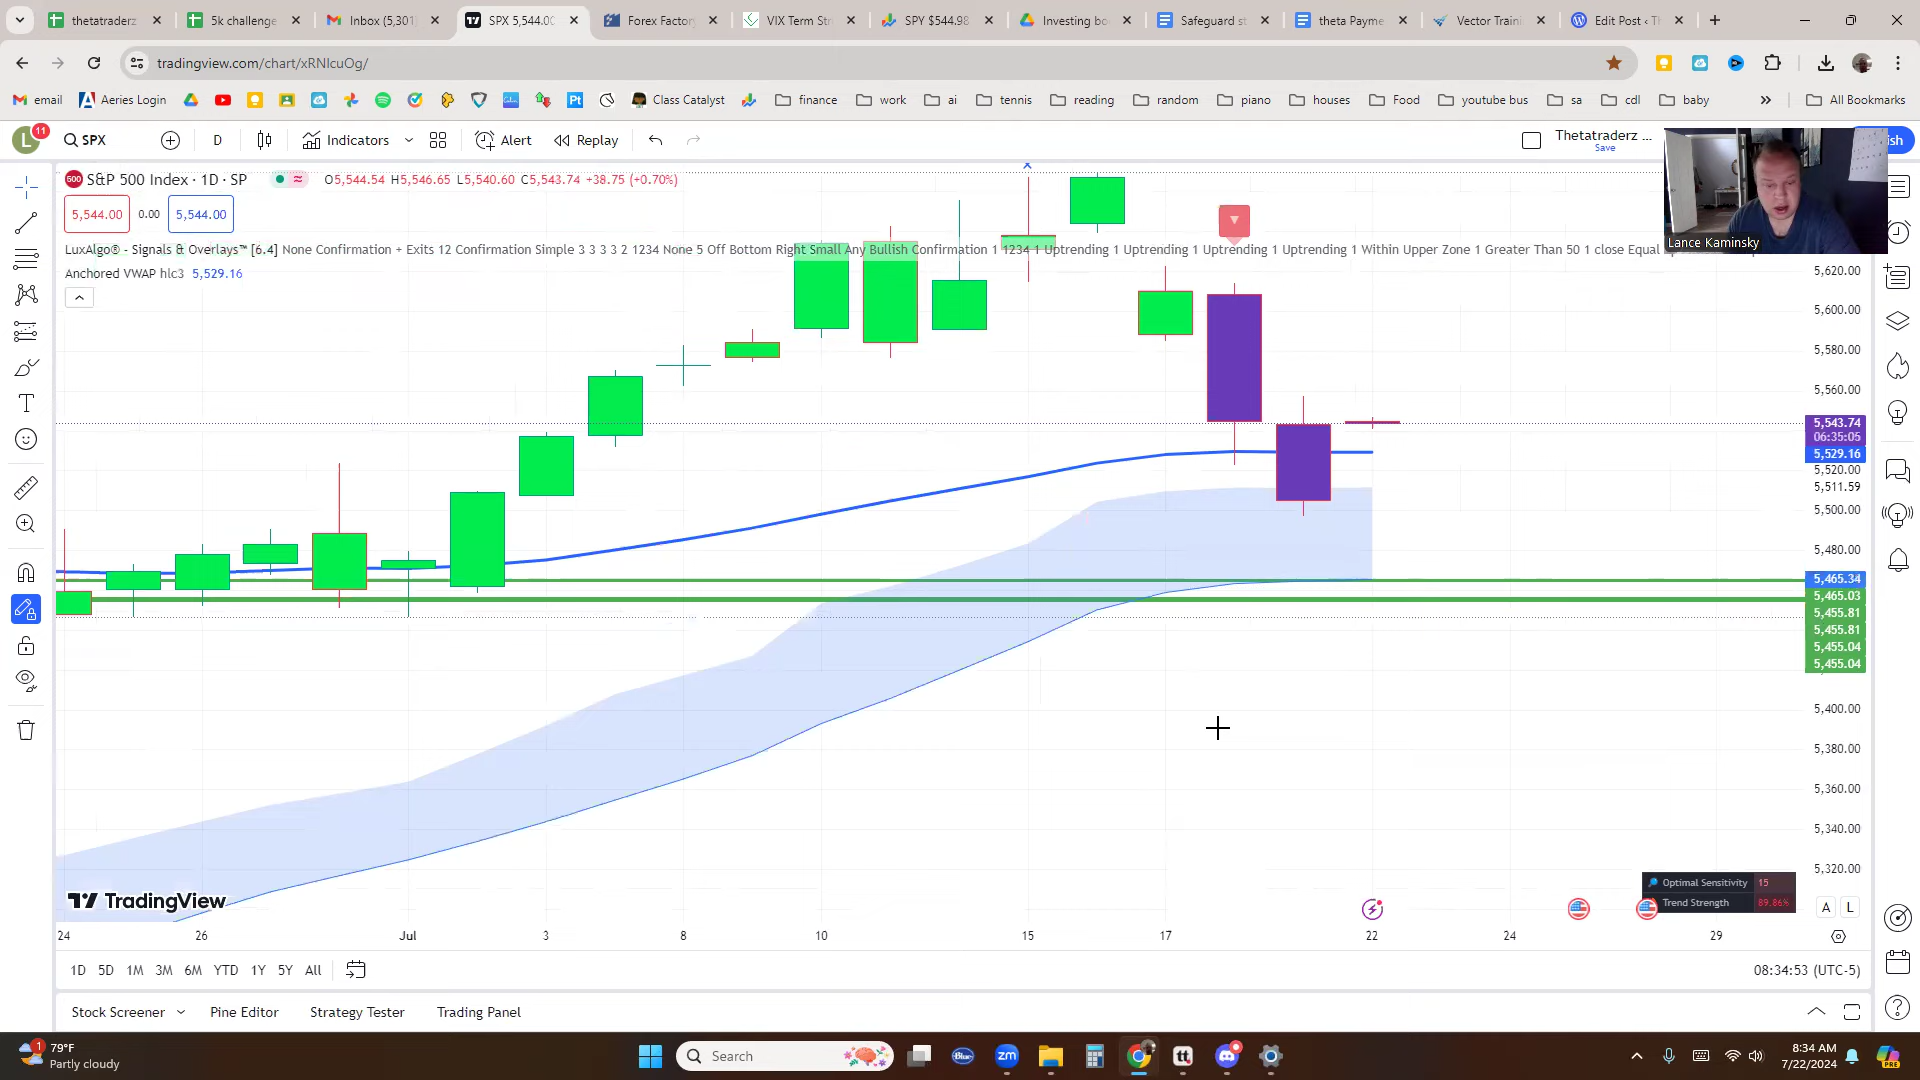 thetatraderz
5k challenge
Inbox (5,301
SPX 5,544.00
Forex Factor
VIX Term Str
SPY $544.98
Investing bo
Safeguard st
theta Payme
Vector Traini
Edit Post ‹ T
tradingview.com/chart/xRNlcuOg/
email
Aeries Login
Class Catalyst
finance
work
ai
tennis
reading
random
piano
houses
Food
youtube bus
sa
cdl
baby
All Bookmarks
L
11
SPX
D
Indicators
Alert
Replay
Thetatraderz ...
Save
ish
Lance Kaminsky
500 S&P 500 Index · 1D · SP
O5,544.54 H5,546.65 L5,540.60 C5,543.74 +38.75 (+0.70%)
5,544.00 0.00 5,544.00
LuxAlgo® - Signals & Overlays™ [6.4] None Confirmation + Exits 12 Confirmation Simple 3 3 3 3 2 1234 None 5 Off Bottom Right Small Any Bullish Confirmation 1 1234 1 Uptrending 1 Uptrending 1 Uptrending 1 Uptrending 1 Within Upper Zone 1 Greater Than 50 1 close Equal
Anchored VWAP hlc3 5,529.16
5,620.00
5,600.00
5,580.00
5,560.00
5,543.74
06:35:05
5,529.16
5,520.00
5,511.59
5,500.00
5,480.00
5,465.34
5,465.03
5,455.81
5,455.81
5,455.04
5,455.04
5,400.00
5,380.00
5,360.00
5,340.00
5,320.00
Optimal Sensitivity 15
Trend Strength 89.86%
TradingView
A L
24 26 Jul 3 8 10 15 17 22 24 29
1D 5D 1M 3M 6M YTD 1Y 5Y All
08:34:53 (UTC-5)
Stock Screener Pine Editor Strategy Tester Trading Panel
1
79°F
Partly cloudy
Search
Blue
zm
tt
8:34 AM
7/22/2024
PRE